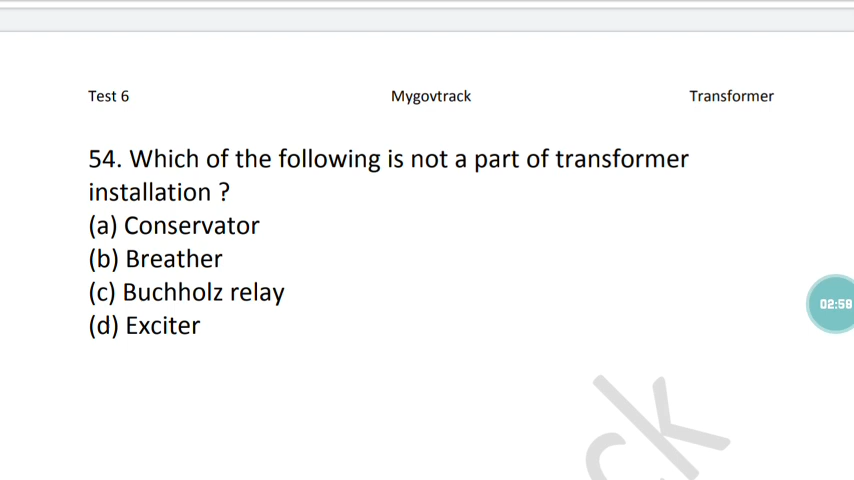 Test 6
Mygovtrack
Transformer
54. Which of the following is not a part of transformer
installation ?
(a) Conservator
(b) Breather
(c) Buchholz relay
(d) Exciter
02:58
ck